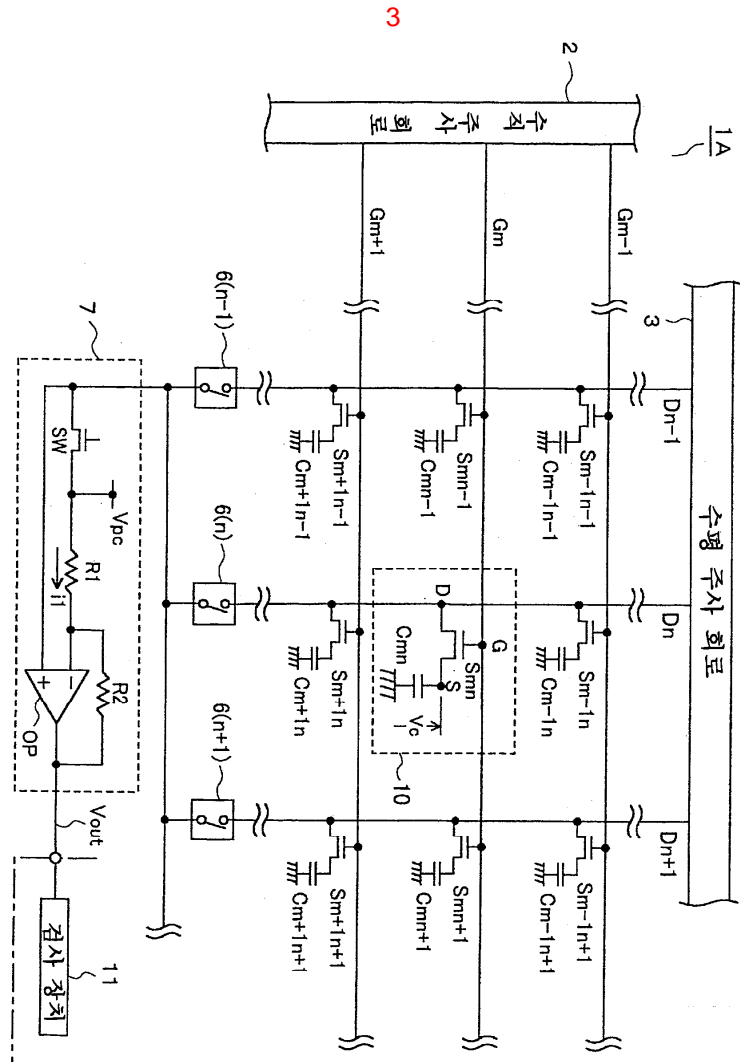 3
1A
2
수직 주사 회로
3
수평 주사 회로
Gm-1
Gm
Gm+1
Dn-1
Dn
Dn+1
Sm-1n-1
Cm-1n-1
Sm-1n
Cm-1n
Sm-1n+1
Cm-1n+1
Smn-1
Cmn-1
G
Smn
D
S
Cmn
Vc
10
Smn+1
Cmn+1
Sm+1n-1
Cm+1n-1
Sm+1n
Cm+1n
Sm+1n+1
Cm+1n+1
6(n-1)
6(n)
6(n+1)
7
SW
Vpc
R1
i1
R2
−
+
OP
Vout
11
검사 장치